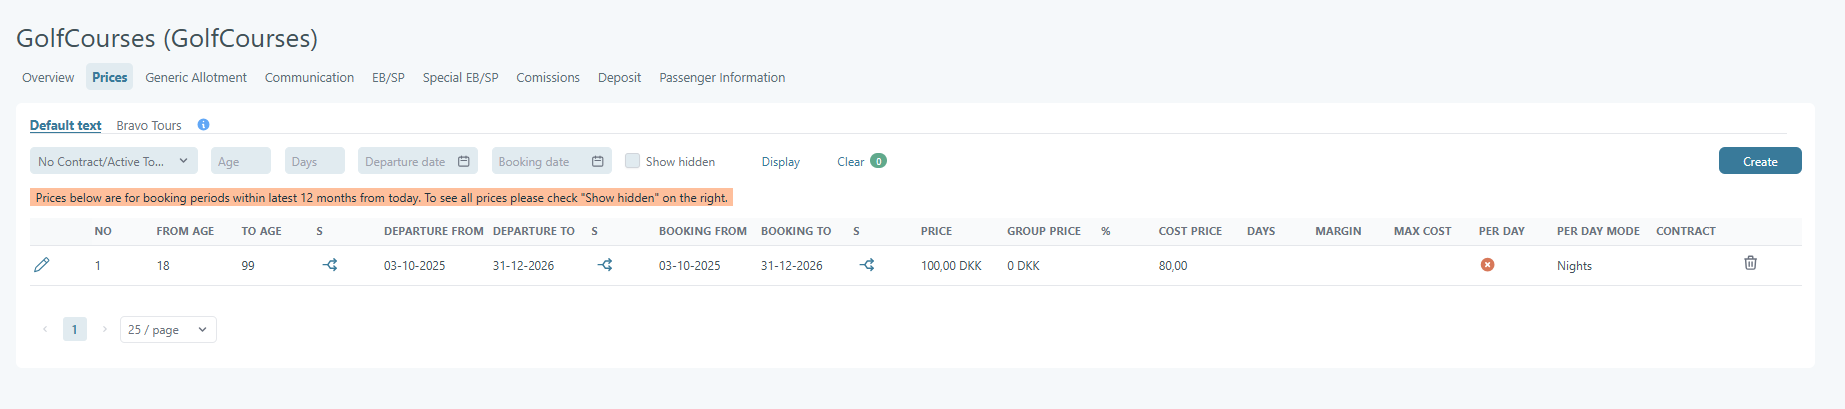 GolfCourses (GolfCourses)
Overview Prices Generic Allotment Communication EB/SP Special EB/SP Comissions Deposit Passenger Information
Default text Bravo Tours
No Contract/Active To... Age Days Departure date Booking date Show hidden Display Clear 0 Create
Prices below are for booking periods within latest 12 months from today. To see all prices please check "Show hidden" on the right.
NO FROM AGE TO AGE S DEPARTURE FROM DEPARTURE TO S BOOKING FROM BOOKING TO S PRICE GROUP PRICE % COST PRICE DAYS MARGIN MAX COST PER DAY PER DAY MODE CONTRACT
1 18 99 03-10-2025 31-12-2026 03-10-2025 31-12-2026 100,00 DKK 0 DKK 80,00 Nights
1 25 / page